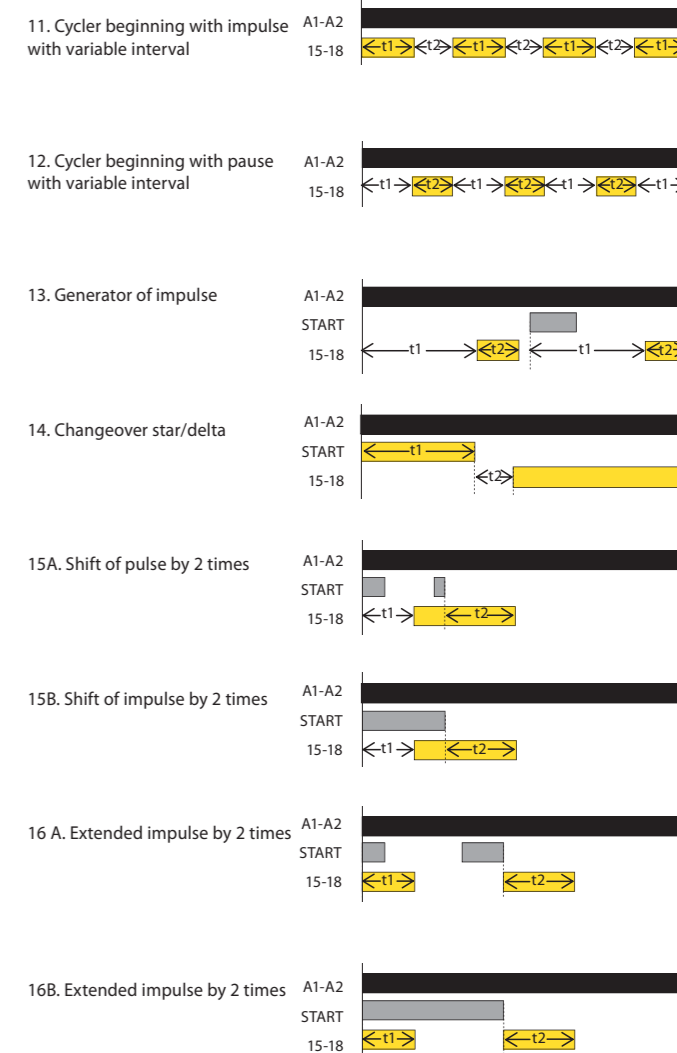 11. Cycler beginning with impulse
with variable interval
A1-A2
15-18
t1 t2 t1 t2 t1 t2 t1
12. Cycler beginning with pause
with variable interval
A1-A2
15-18
t1 t2 t1 t2 t1 t2 t1
13. Generator of impulse
A1-A2
START
15-18
t1 t2 t1 t2
14. Changeover star/delta
A1-A2
START
t1
15-18
t2
15A. Shift of pulse by 2 times
A1-A2
START
15-18
t1 t2
15B. Shift of impulse by 2 times
A1-A2
START
15-18
t1 t2
16 A. Extended impulse by 2 times
A1-A2
START
15-18
t1 t2
16B. Extended impulse by 2 times
A1-A2
START
15-18
t1 t2